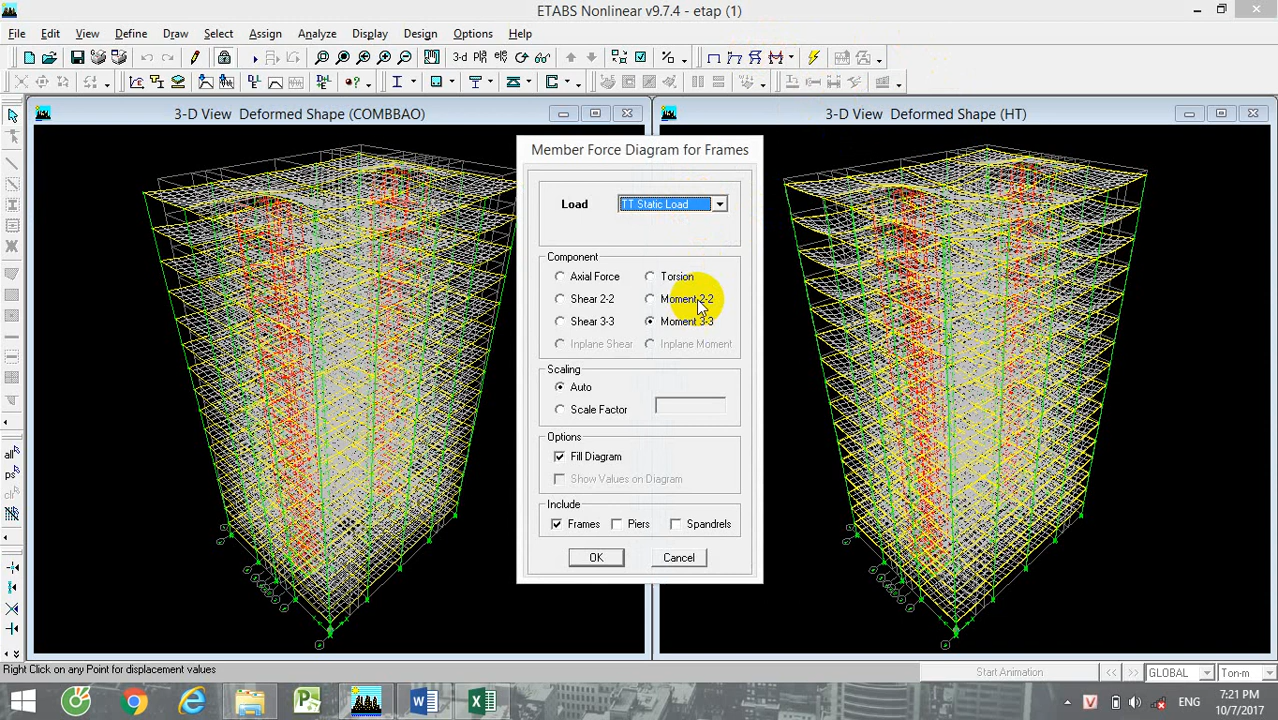 ETABS Nonlinear v9.7.4 - etap (1)
File Edit View Define Draw Select Assign Analyze Display Design Options Help
3-d
3-D View Deformed Shape (COMBBAO)
3-D View Deformed Shape (HT)
Member Force Diagram for Frames
Load TT Static Load
Component
Axial Force Torsion
Shear 2-2 Moment 2-2
Shear 3-3 Moment 3-3
Inplane Shear Inplane Moment
Scaling
Auto
Scale Factor
Options
Fill Diagram
Show Values on Diagram
Include
Frames Piers Spandrels
OK Cancel
all
ps
clr
Right Click on any Point for displacement values
Start Animation << >> GLOBAL Ton-m
ENG
7:21 PM
10/7/2017